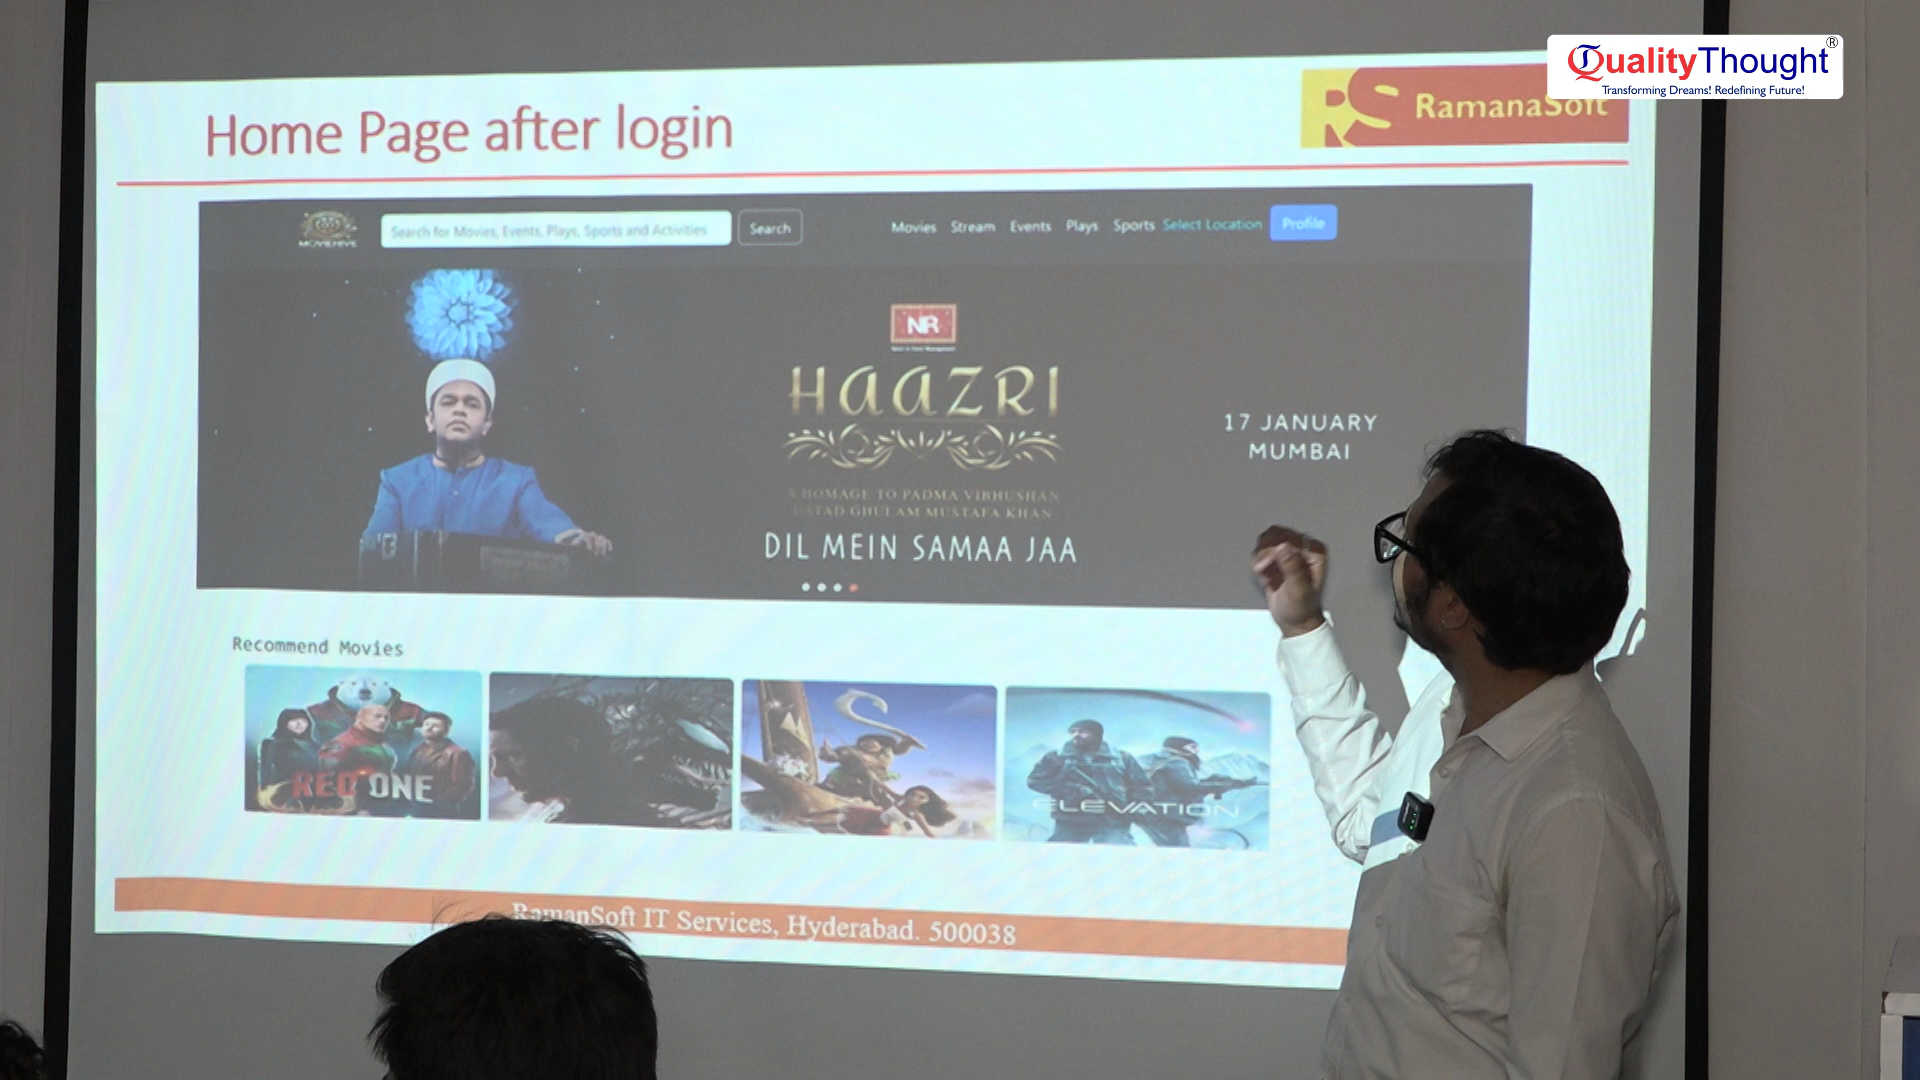 QualityThought®
Transforming Dreams! Redefining Future!
RS RamanaSoft
Home Page after login
MOVIEHIVE
Search for Movies, Events, Plays, Sports and Activities
Search
Movies Stream Events Plays Sports Select Location Profile
NR
HAAZRI
17 JANUARY
MUMBAI
A HOMAGE TO PADMA VIBHUSHAN
USTAD GHULAM MUSTAFA KHAN
DIL MEIN SAMAA JAA
Recommend Movies
RED ONE
ELEVATION
RamanSoft IT Services, Hyderabad. 500038